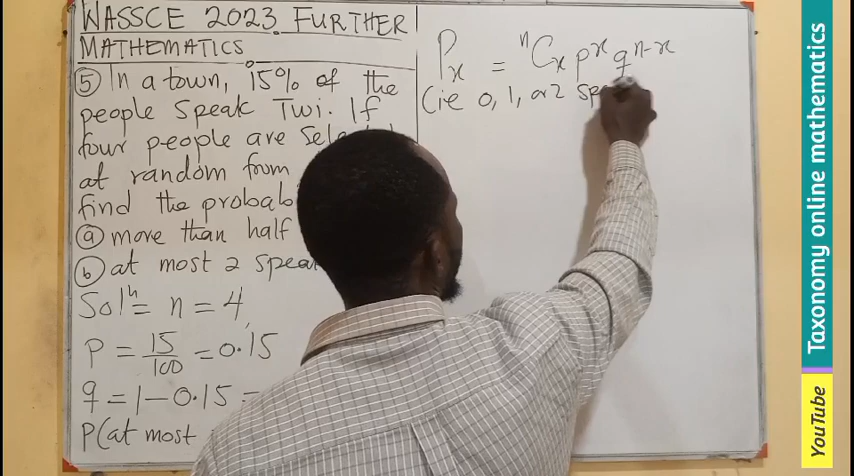 WASSCE 2023 FURTHER
MATHEMATICS
⑤ In a town, 15% of the
people speak Twi. If
four people are
at random from
find the
ⓐ more than half
ⓑ at most 2
Solⁿ= n = 4
P = 15/100 = 0.15
q = 1 - 0.15 =
P(at most
Pₓ = ⁿCₓ pˣ qⁿ⁻ˣ
(ie 0, 1, or 2
Taxonomy online mathematics
YouTube